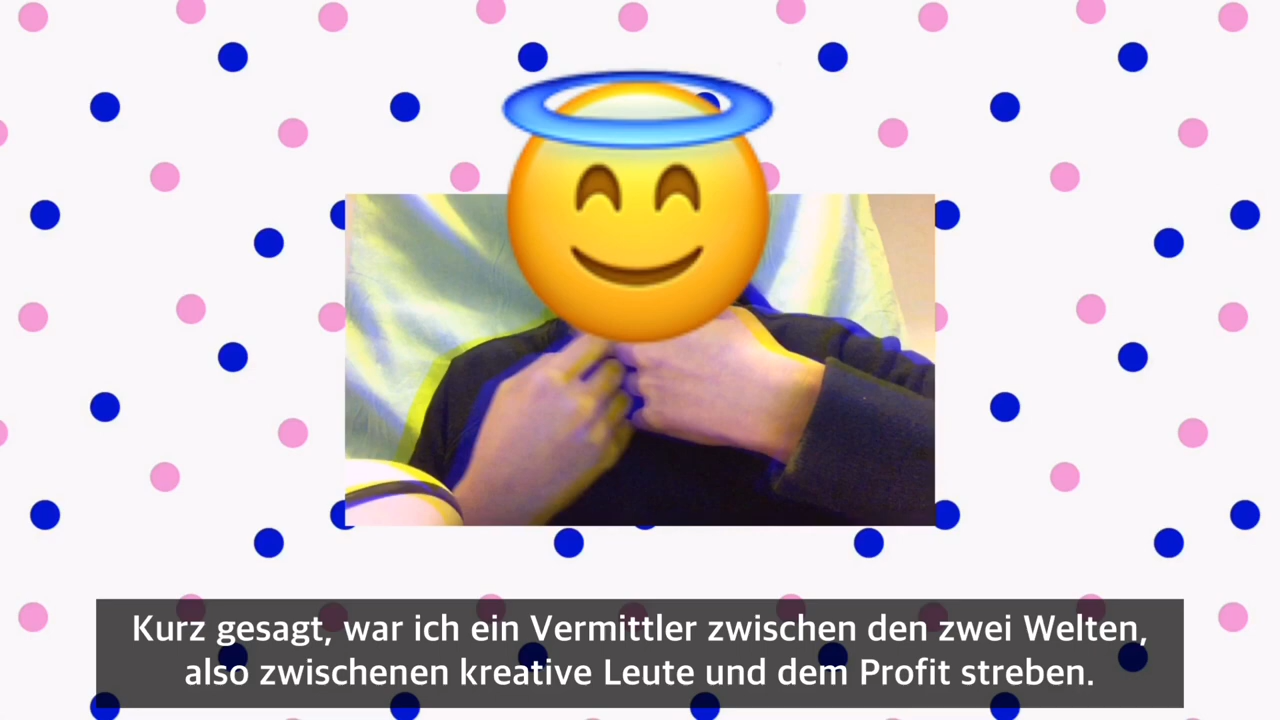 Kurz gesagt, war ich ein Vermittler zwischen den zwei Welten,
also zwischenen kreative Leute und dem Profit streben.